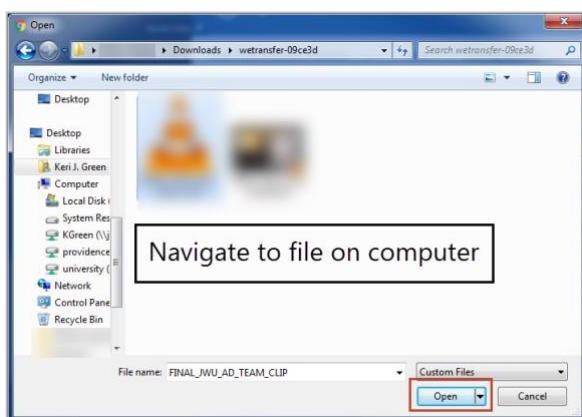 Open
Downloads wetransfer-09ce3d Search wetransfer-09ce3d
Organize New folder
Desktop
Desktop
Libraries
Keri J. Green
Computer
Local Disk
System Res
KGreen (\\j
providence
university (
Network
Control Pane
Recycle Bin
Navigate to file on computer
File name: FINAL_JWU_AD_TEAM_CLIP Custom Files
Open Cancel